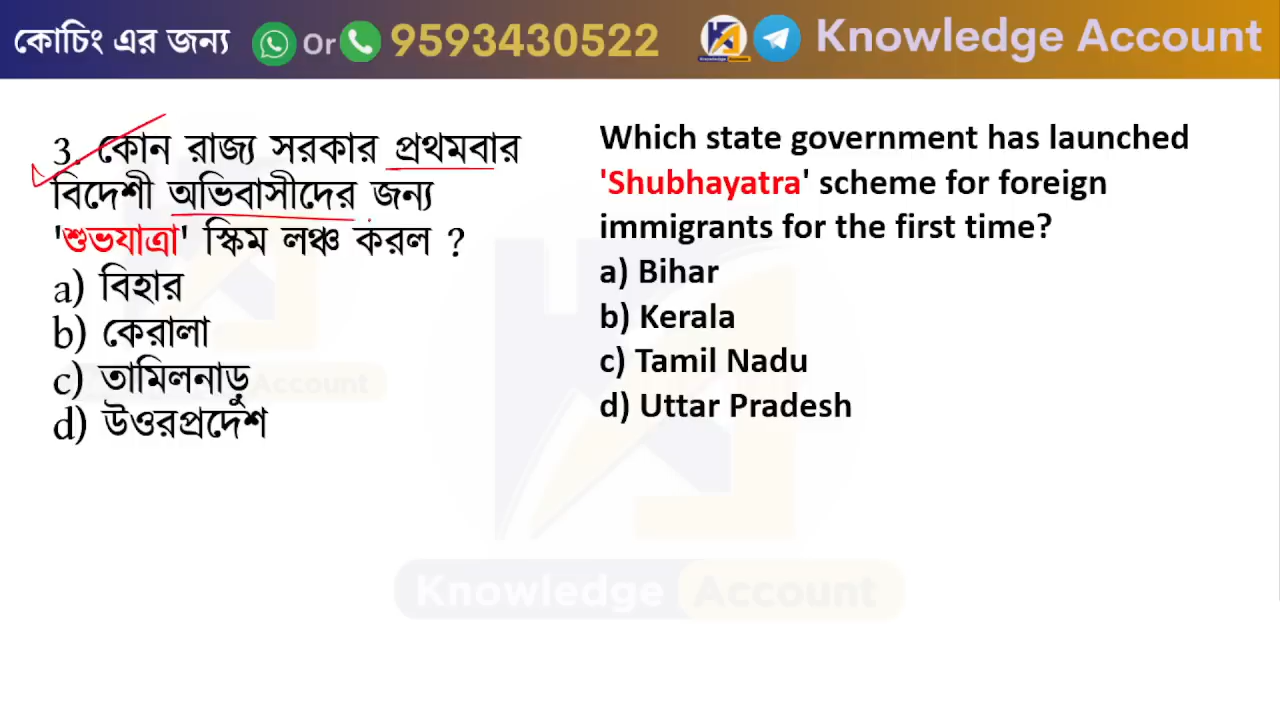 কোচিং এর জন্য Or 9593430522 Knowledge Account
3. কোন রাজ্য সরকার প্রথমবার
বিদেশী অভিবাসীদের জন্য
'শুভযাত্রা' স্কিম লঞ্চ করল ?
a) বিহার
b) কেরালা
c) তামিলনাড়ু
d) উওরপ্রদেশ
Which state government has launched
'Shubhayatra' scheme for foreign
immigrants for the first time?
a) Bihar
b) Kerala
c) Tamil Nadu
d) Uttar Pradesh
Account
Knowledge Account